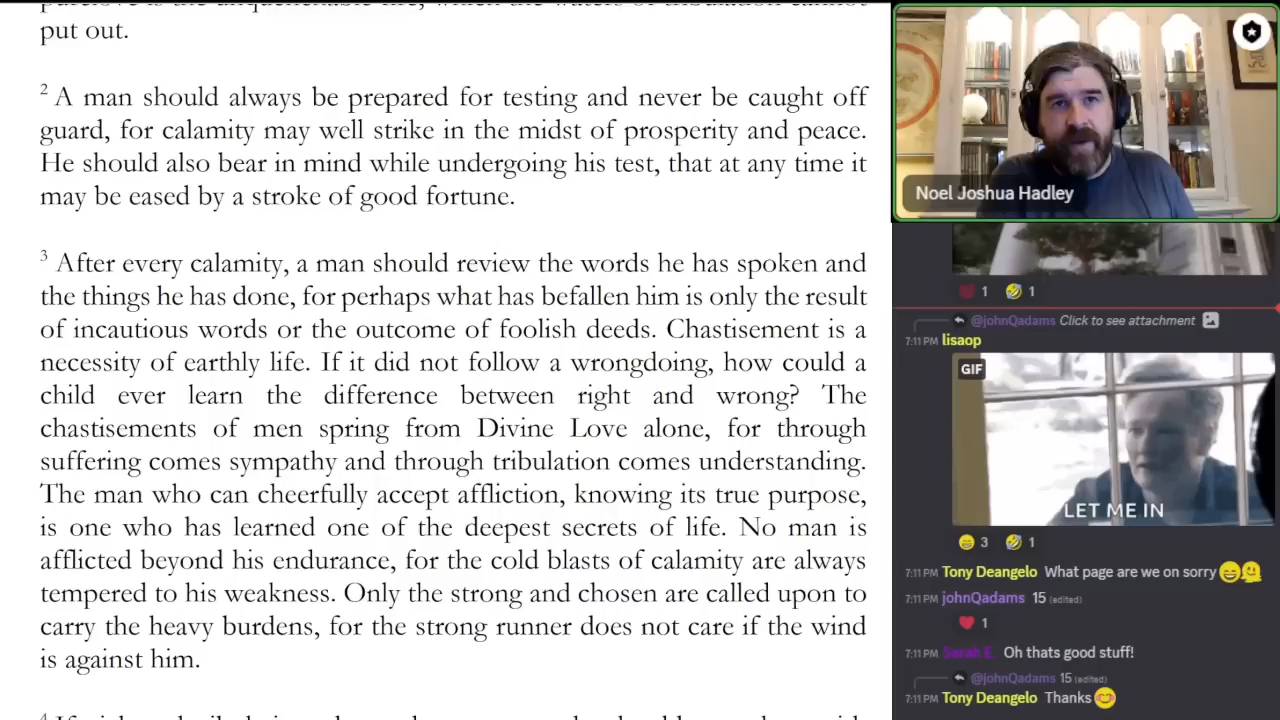 put out.
2 A man should always be prepared for testing and never be caught off
guard, for calamity may well strike in the midst of prosperity and peace.
He should also bear in mind while undergoing his test, that at any time it
may be eased by a stroke of good fortune.
3 After every calamity, a man should review the words he has spoken and
the things he has done, for perhaps what has befallen him is only the result
of incautious words or the outcome of foolish deeds. Chastisement is a
necessity of earthly life. If it did not follow a wrongdoing, how could a
child ever learn the difference between right and wrong? The
chastisements of men spring from Divine Love alone, for through
suffering comes sympathy and through tribulation comes understanding.
The man who can cheerfully accept affliction, knowing its true purpose,
is one who has learned one of the deepest secrets of life. No man is
afflicted beyond his endurance, for the cold blasts of calamity are always
tempered to his weakness. Only the strong and chosen are called upon to
carry the heavy burdens, for the strong runner does not care if the wind
is against him.
Noel Joshua Hadley
1 🤣 1
@johnQadams Click to see attachment
7:11 PM lisaop
GIF
LET ME IN
3 🤣 1
7:11 PM Tony Deangelo What page are we on sorry
7:11 PM johnQadams 15 (edited)
1
7:11 PM Sarah E. Oh thats good stuff!
@johnQadams 15 (edited)
7:11 PM Tony Deangelo Thanks